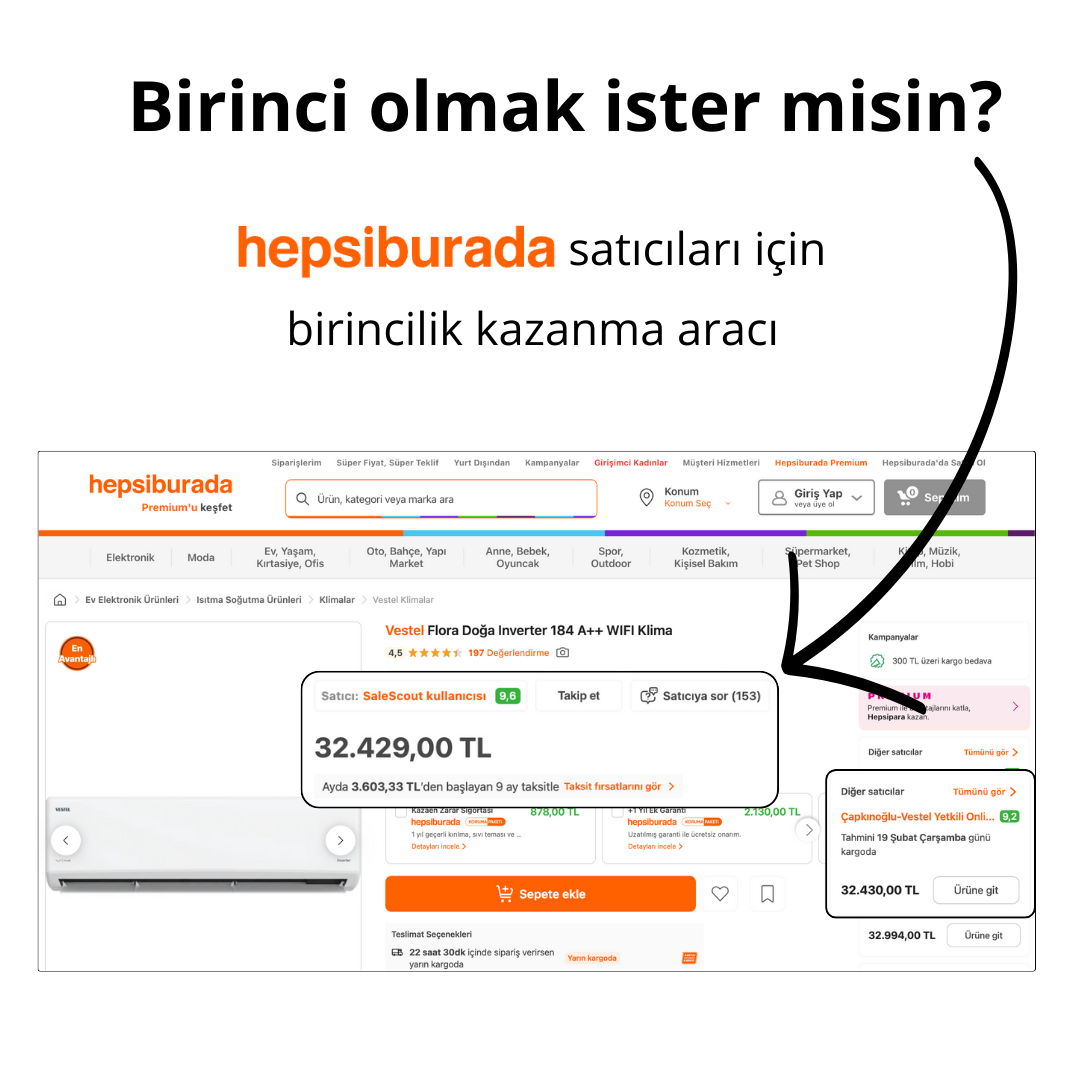 Birinci olmak ister misin?
hepsiburada satıcıları için
birincilik kazanma aracı
Siparişlerim Süper Fiyat, Süper Teklif Yurt Dışından Kampanyalar Girişimci Kadınlar Müşteri Hizmetleri Hepsiburada Premium Hepsiburada'da
hepsiburada
Premium'u keşfet
Ürün, kategori veya marka ara
Konum
Konum Seç
Giriş Yap
veya üye ol
0
Elektronik
Moda
Ev, Yaşam,
Kırtasiye, Ofis
Oto, Bahçe, Yapı
Market
Anne, Bebek,
Oyuncak
Spor,
Outdoor
Kozmetik,
Kişisel Bakım
Süpermarket,
Pet Shop
Müzik,
Hobi
Ev Elektronik Ürünleri Isıtma Soğutma Ürünleri Klimalar Vestel Klimalar
En
Avantajlı
VESTEL
Inverter
Vestel Flora Doğa Inverter 184 A++ WIFI Klima
4,5 197 Değerlendirme
Satıcı: SaleScout kullanıcısı 9,6 Takip et Satıcıya sor (153)
32.429,00 TL
Ayda 3.603,33 TL'den başlayan 9 ay taksitle Taksit fırsatlarını gör
Kazaen Zarar Sigortası 878,00 TL
hepsiburada KORUMA PAKETİ
1 yıl geçerli kırılma, sıvı teması ve ...
Detayları incele
+1 Yıl Ek Garanti 2.130,00 TL
hepsiburada KORUMA PAKETİ
Uzatılmış garanti ile ücretsiz onarım.
Detayları incele
Sepete ekle
Teslimat Seçenekleri
22 saat 30dk içinde sipariş verirsen
yarın kargoda
Yarın kargoda
Kampanyalar
300 TL üzeri kargo bedava
PREMIUM
Premium ile avantajlarını katla,
Hepsipara kazan.
Diğer satıcılar Tümünü gör
Diğer satıcılar Tümünü gör
Çapkınoğlu-Vestel Yetkili Onli... 9,2
Tahmini 19 Şubat Çarşamba günü
kargoda
32.430,00 TL Ürüne git
32.994,00 TL Ürüne git